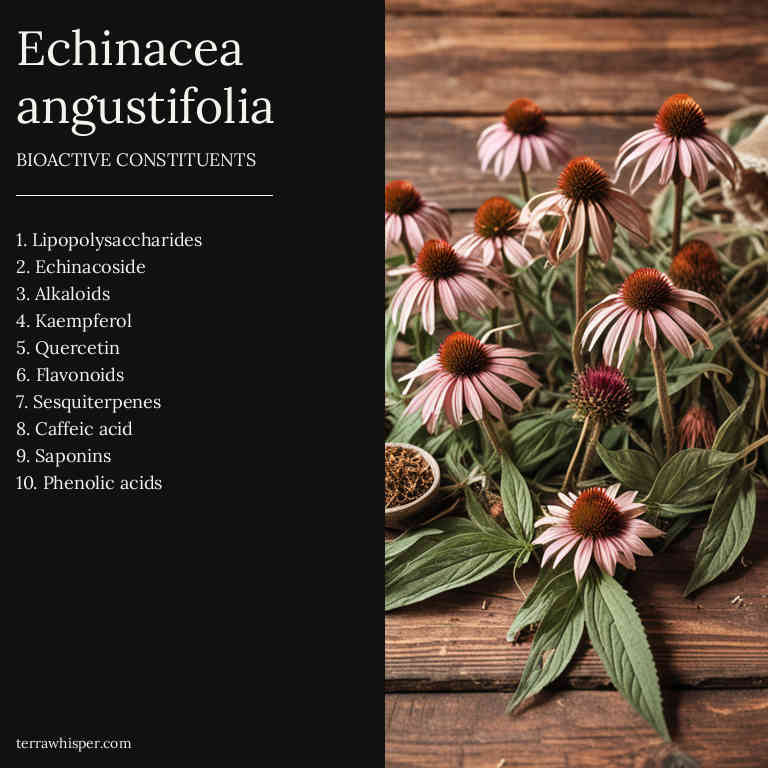 Echinacea
angustifolia
BIOACTIVE CONSTITUENTS
1. Lipopolysaccharides
2. Echinacoside
3. Alkaloids
4. Kaempferol
5. Quercetin
6. Flavonoids
7. Sesquiterpenes
8. Caffeic acid
9. Saponins
10. Phenolic acids
terrawhisper.com